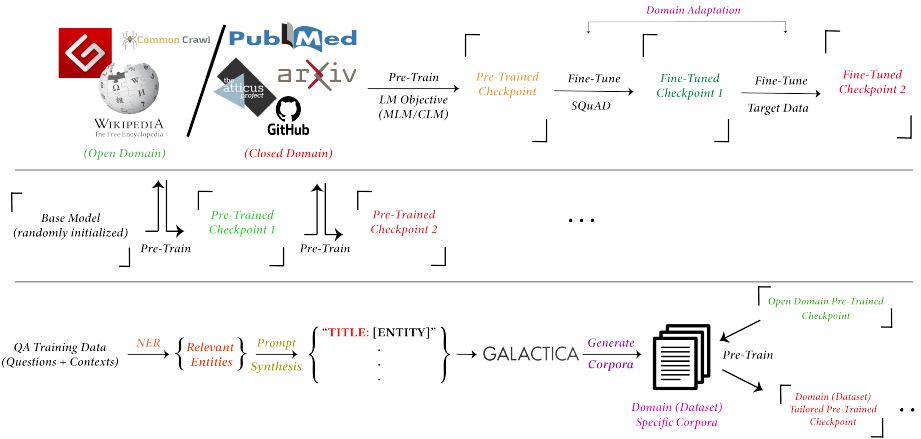 Domain Adaptation
Common Crawl
PubMed
the atticus project
arXiv
WIKIPEDIA
The Free Encyclopedia
GitHub
(Open Domain)
(Closed Domain)
Pre-Train
LM Objective
(MLM/CLM)
Pre-Trained
Checkpoint
Fine-Tune
SQuAD
Fine-Tuned
Checkpoint 1
Fine-Tune
Target Data
Fine-Tuned
Checkpoint 2
Base Model
(randomly initialized)
Pre-Train
Pre-Trained
Checkpoint 1
Pre-Train
Pre-Trained
Checkpoint 2
...
QA Training Data
(Questions + Contexts)
NER
Relevant
Entities
Prompt
Synthesis
“TITLE: [ENTITY]”
.
.
.
GALACTICA
Generate
Corpora
Domain (Dataset)
Specific Corpora
Open Domain Pre-Trained
Checkpoint
Pre-Train
Domain (Dataset)
Tailored Pre-Trained
Checkpoint